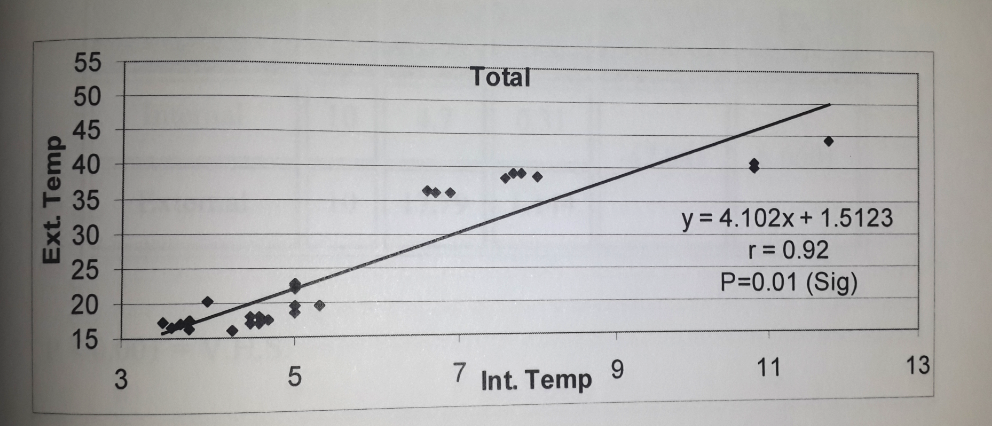 Total
55
50
45
40
35
30
25
20
15
Ext. Temp
y = 4.102x + 1.5123
r = 0.92
P=0.01 (Sig)
3 5 7 9 11 13
Int. Temp